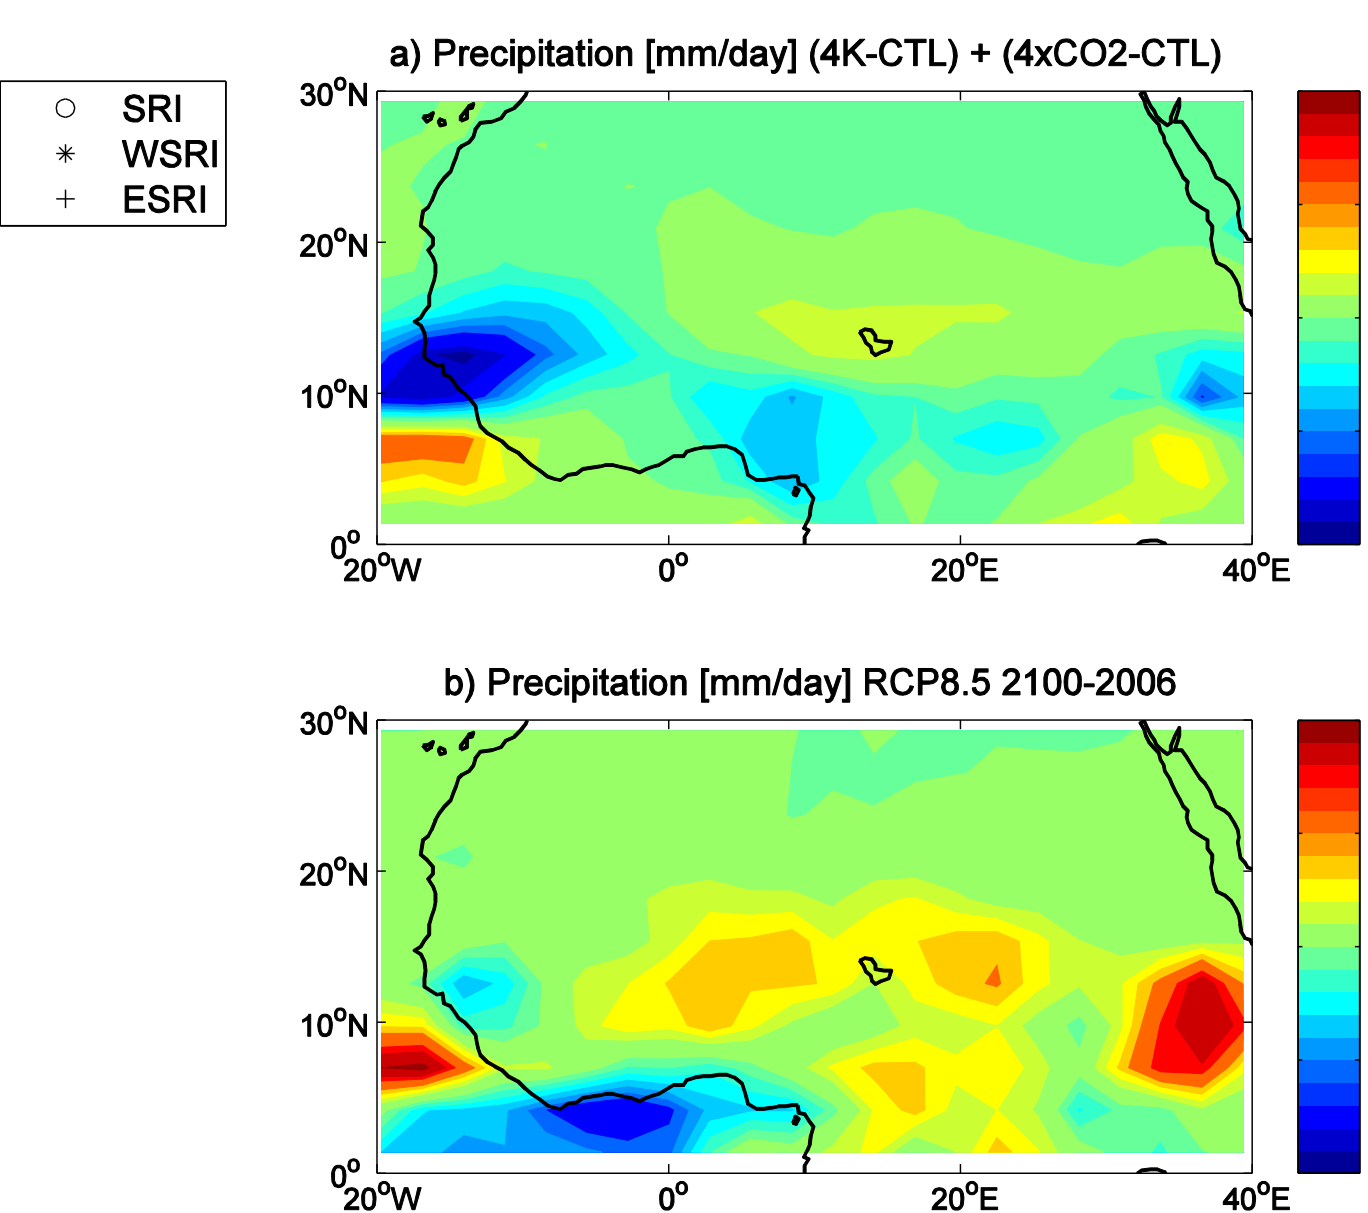 a) Precipitation [mm/day] (4K-CTL) + (4xCO2-CTL)
SRI
WSRI
ESRI
30°N
20°N
10°N
0°
20°W 0° 20°E 40°E
b) Precipitation [mm/day] RCP8.5 2100-2006
30°N
20°N
10°N
0°
20°W 0° 20°E 40°E